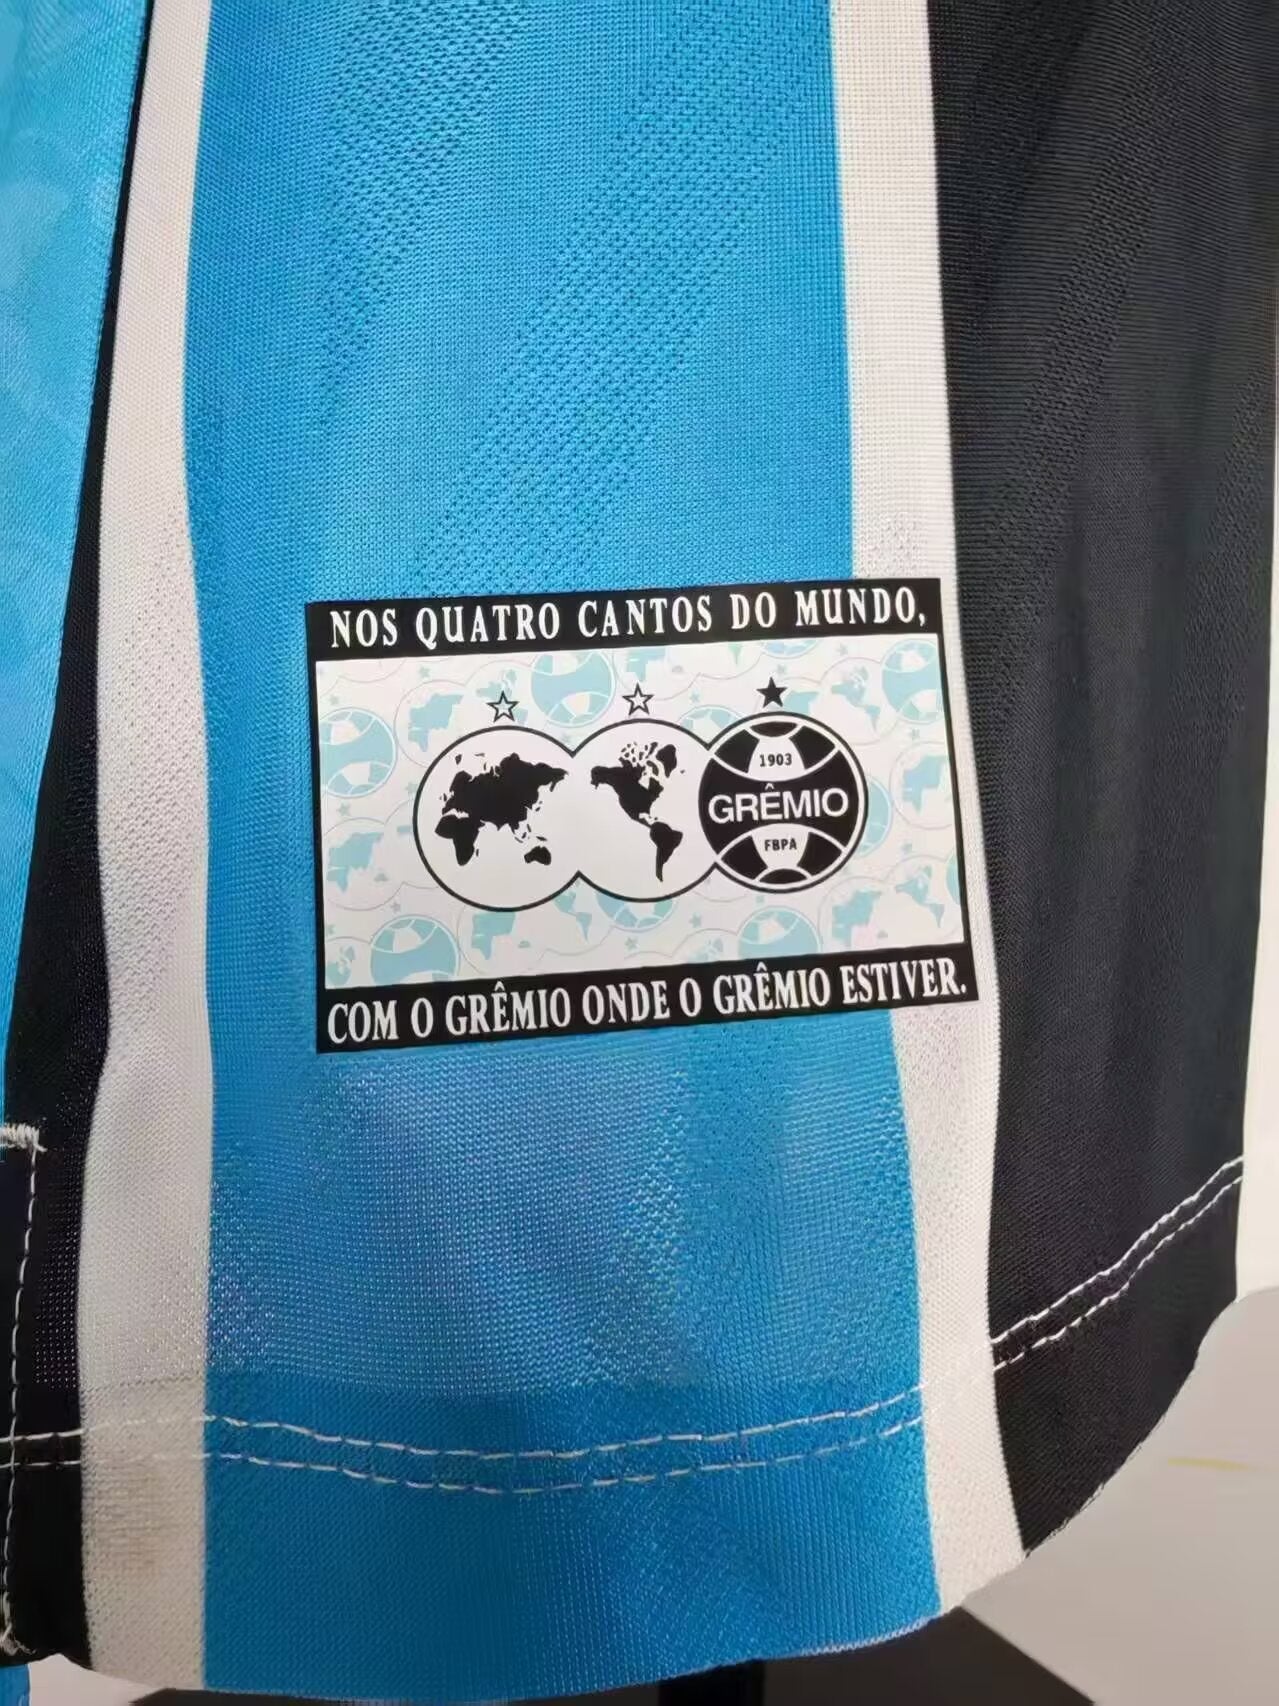 NOS QUATRO CANTOS DO MUNDO,
1903
GRÊMIO
FBPA
COM O GRÊMIO ONDE O GRÊMIO ESTIVER.